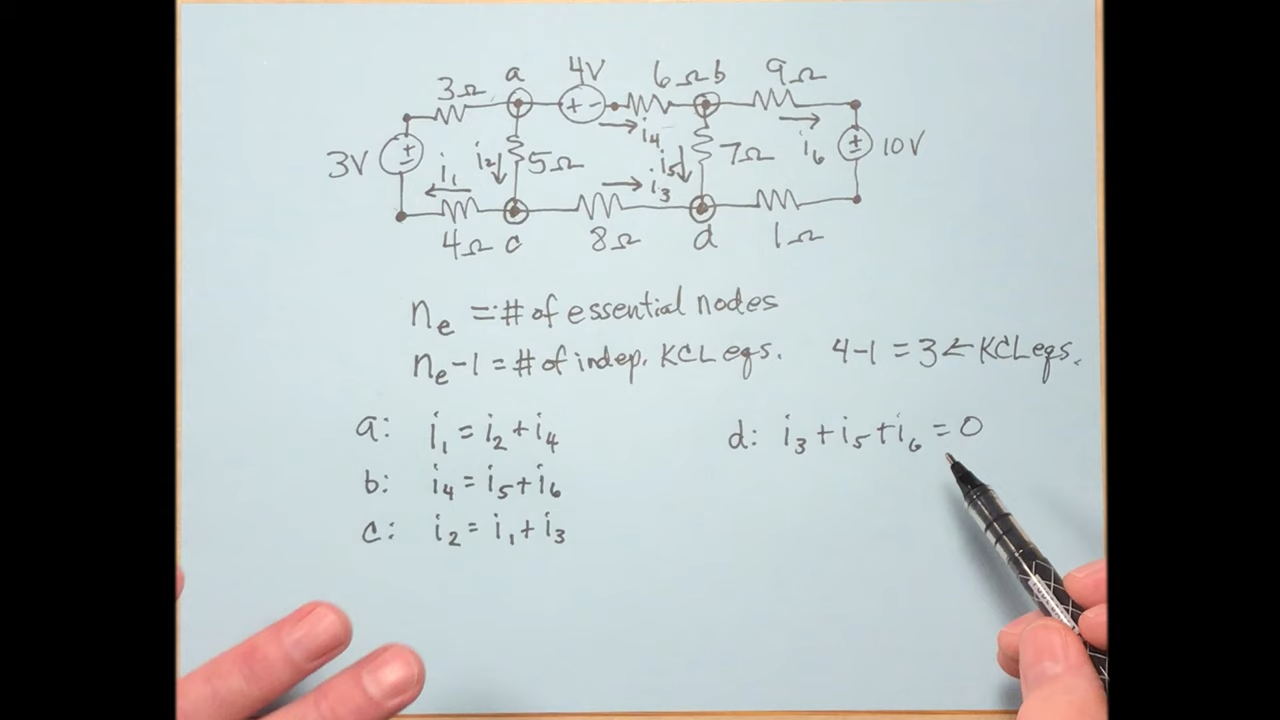 a 4V 6Ω b 9Ω
3Ω
+ - i4
3V + - i1 i2 5Ω i5 7Ω i6 + - 10V
i3
4Ω c 8Ω d 1Ω
ne = # of essential nodes
ne -1 = # of indep. KCL eqs. 4-1 = 3 ← KCL eqs.
a: i1 = i2 + i4 d: i3 + i5 + i6 = 0
b: i4 = i5 + i6
c: i2 = i1 + i3